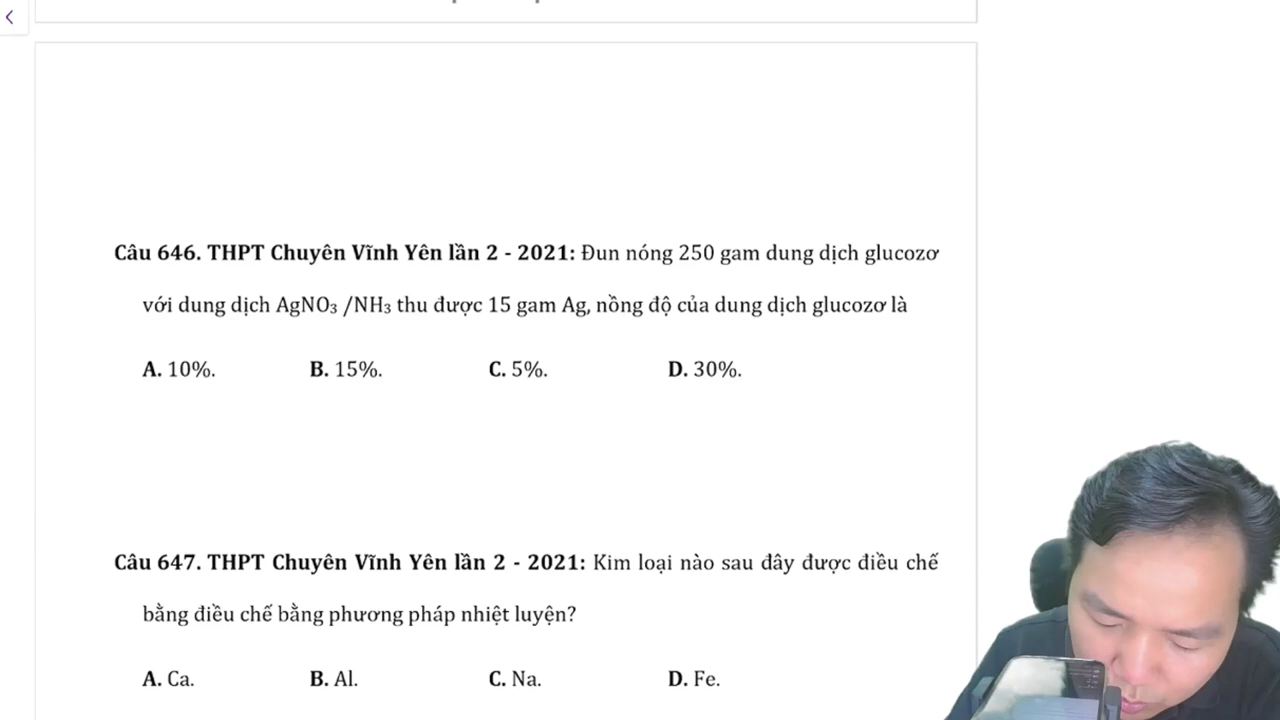 Câu 646. THPT Chuyên Vĩnh Yên lần 2 - 2021: Đun nóng 250 gam dung dịch glucozơ
với dung dịch AgNO₃ /NH₃ thu được 15 gam Ag, nồng độ của dung dịch glucozơ là
A. 10%. B. 15%. C. 5%. D. 30%.
Câu 647. THPT Chuyên Vĩnh Yên lần 2 - 2021: Kim loại nào sau đây được điều chế
bằng điều chế bằng phương pháp nhiệt luyện?
A. Ca. B. Al. C. Na. D. Fe.